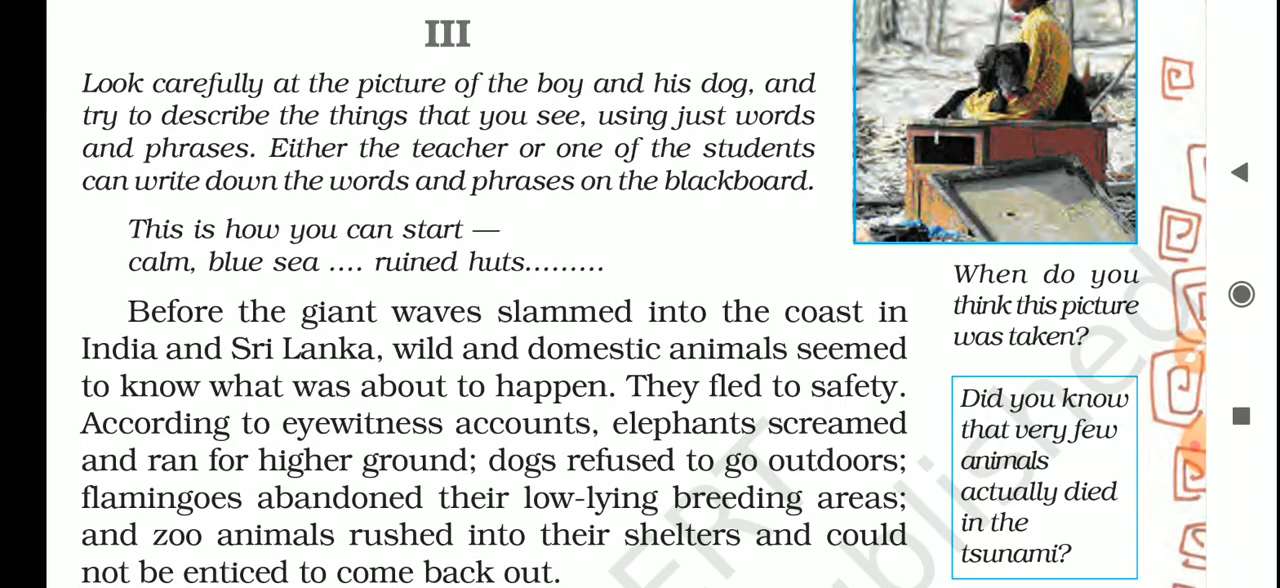 III
Look carefully at the picture of the boy and his dog, and
try to describe the things that you see, using just words
and phrases. Either the teacher or one of the students
can write down the words and phrases on the blackboard.
This is how you can start —
calm, blue sea .... ruined huts.........
Before the giant waves slammed into the coast in
India and Sri Lanka, wild and domestic animals seemed
to know what was about to happen. They fled to safety.
According to eyewitness accounts, elephants screamed
and ran for higher ground; dogs refused to go outdoors;
flamingoes abandoned their low-lying breeding areas;
and zoo animals rushed into their shelters and could
not be enticed to come back out.
When do you
think this picture
was taken?
Did you know
that very few
animals
actually died
in the
tsunami?